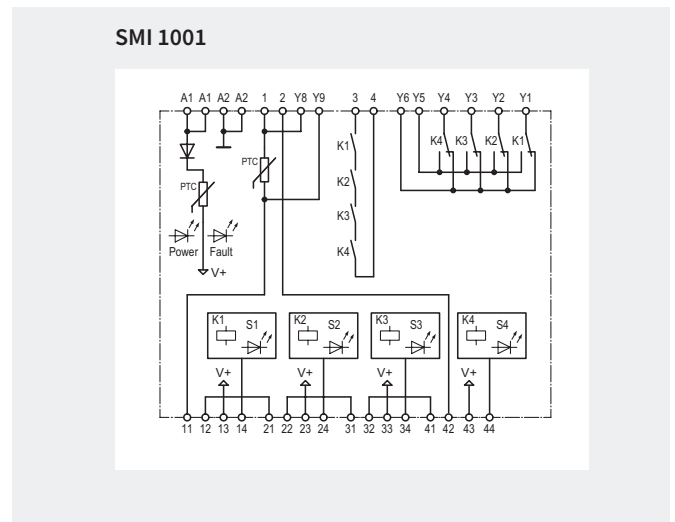 SMI 1001
A1 A1 A2 A2 1 2 Y8 Y9 3 4 Y6 Y5 Y4 Y3 Y2 Y1
K1 K4 K3 K2 K1
PTC
K2
PTC
K3
K4
Power Fault
V+
K1 S1 K2 S2 K3 S3 K4 S4
V+ V+ V+ V+
11 12 13 14 21 22 23 24 31 32 33 34 41 42 43 44